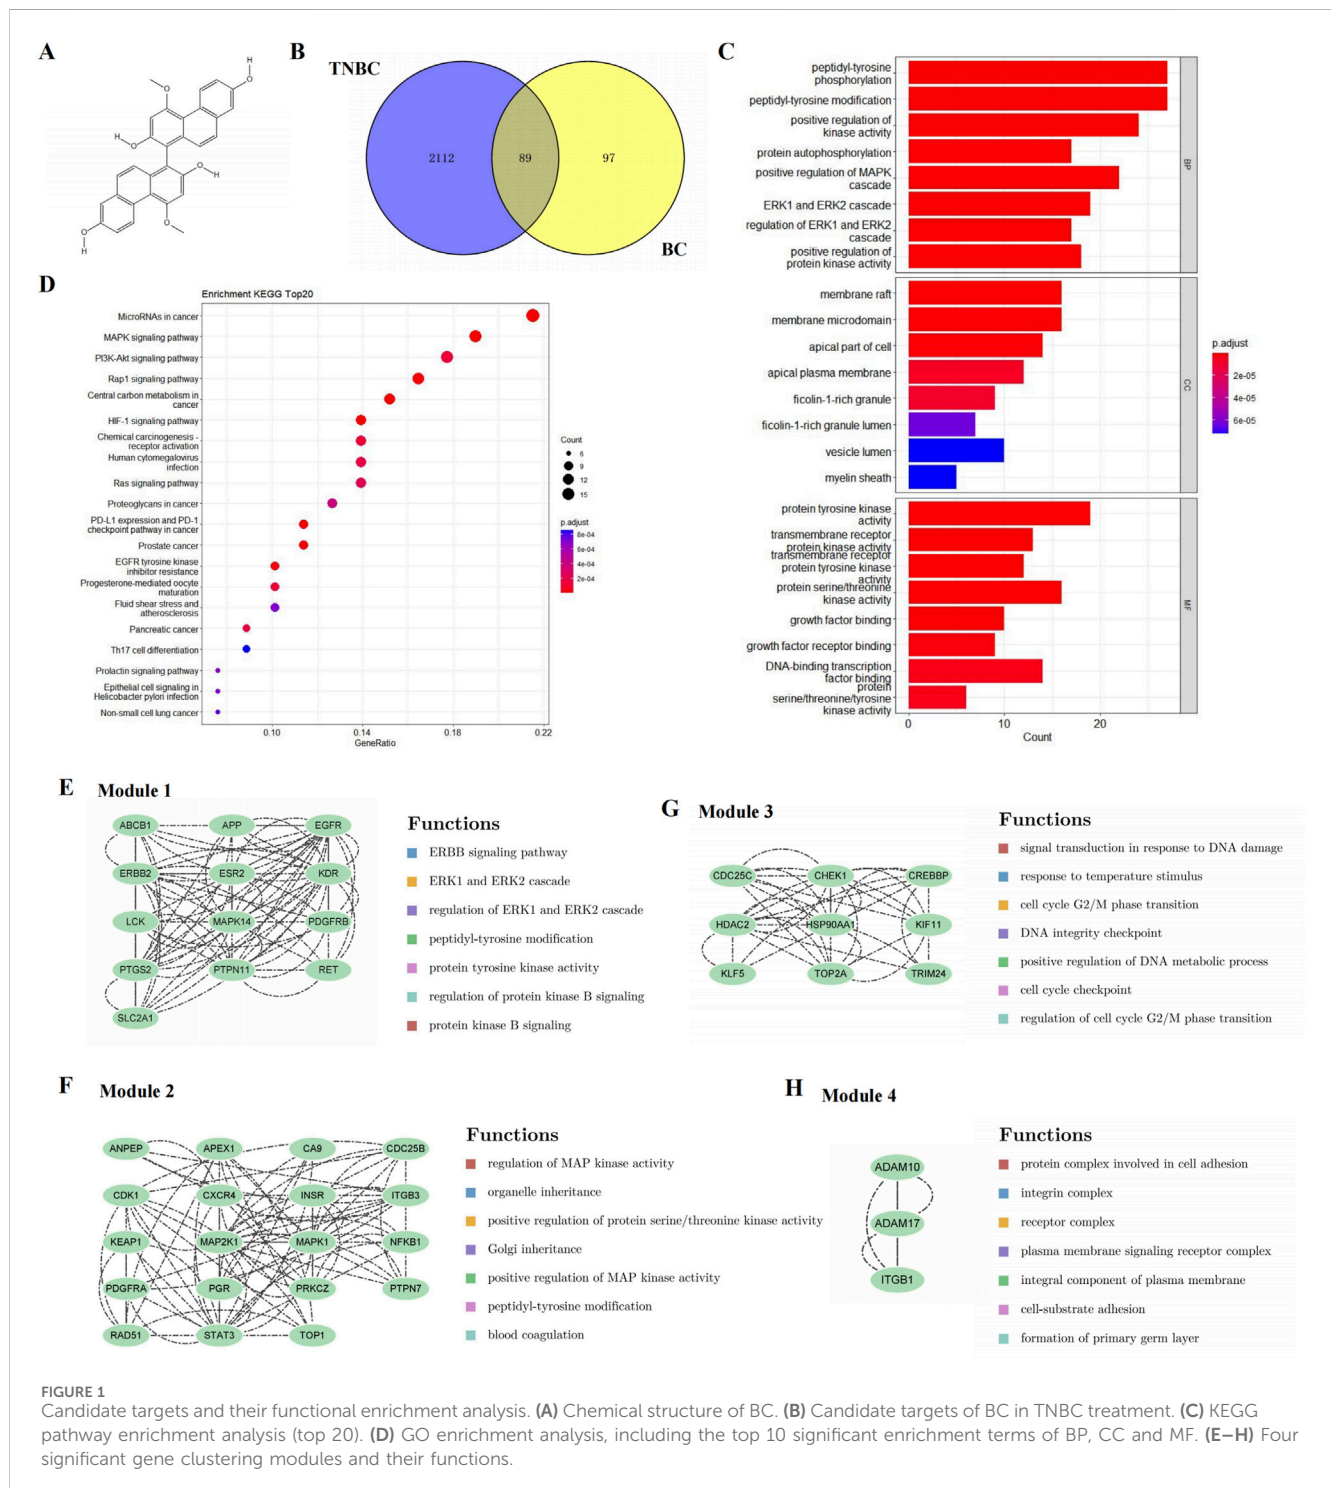 A
H
O
O
O
H
O
H
O
O
H
B
TNBC
2112
89
97
BC
C
peptidyl-tyrosine
phosphorylation
peptidyl-tyrosine modification
positive regulation of
kinase activity
protein autophosphorylation
positive regulation of MAPK
cascade
ERK1 and ERK2 cascade
regulation of ERK1 and ERK2
cascade
positive regulation of
protein kinase activity
BP
membrane raft
membrane microdomain
apical part of cell
apical plasma membrane
ficolin-1-rich granule
ficolin-1-rich granule lumen
vesicle lumen
myelin sheath
CC
protein tyrosine kinase
activity
transmembrane receptor
protein kinase activity
transmembrane receptor
protein tyrosine kinase
activity
protein serine/threonine
kinase activity
growth factor binding
growth factor receptor binding
DNA-binding transcription
factor binding
protein
serine/threonine/tyrosine
kinase activity
MF
0 10 20
Count
p.adjust
2e-05
4e-05
6e-05
D
Enrichment KEGG Top20
MicroRNAs in cancer
MAPK signaling pathway
PI3K-Akt signaling pathway
Rap1 signaling pathway
Central carbon metabolism in
cancer
HIF-1 signaling pathway
Chemical carcinogenesis -
receptor activation
Human cytomegalovirus
infection
Ras signaling pathway
Proteoglycans in cancer
PD-L1 expression and PD-1
checkpoint pathway in cancer
Prostate cancer
EGFR tyrosine kinase
inhibitor resistance
Progesterone-mediated oocyte
maturation
Fluid shear stress and
atherosclerosis
Pancreatic cancer
Th17 cell differentiation
Prolactin signaling pathway
Epithelial cell signaling in
Helicobacter pylori infection
Non-small cell lung cancer
0.10 0.14 0.18 0.22
GeneRatio
Count
6
9
12
15
p.adjust
8e-04
6e-04
4e-04
2e-04
E Module 1
ABCB1 APP EGFR
ERBB2 ESR2 KDR
LCK MAPK14 PDGFRB
PTGS2 PTPN11 RET
SLC2A1
Functions
ERBB signaling pathway
ERK1 and ERK2 cascade
regulation of ERK1 and ERK2 cascade
peptidyl-tyrosine modification
protein tyrosine kinase activity
regulation of protein kinase B signaling
protein kinase B signaling
G Module 3
CDC25C CHEK1 CREBBP
HDAC2 HSP90AA1 KIF11
KLF5 TOP2A TRIM24
Functions
signal transduction in response to DNA damage
response to temperature stimulus
cell cycle G2/M phase transition
DNA integrity checkpoint
positive regulation of DNA metabolic process
cell cycle checkpoint
regulation of cell cycle G2/M phase transition
F Module 2
ANPEP APEX1 CA9 CDC25B
CDK1 CXCR4 INSR ITGB3
KEAP1 MAP2K1 MAPK1 NFKB1
PDGFRA PGR PRKCZ PTPN7
RAD51 STAT3 TOP1
Functions
regulation of MAP kinase activity
organelle inheritance
positive regulation of protein serine/threonine kinase activity
Golgi inheritance
positive regulation of MAP kinase activity
peptidyl-tyrosine modification
blood coagulation
H Module 4
ADAM10
ADAM17
ITGB1
Functions
protein complex involved in cell adhesion
integrin complex
receptor complex
plasma membrane signaling receptor complex
integral component of plasma membrane
cell-substrate adhesion
formation of primary germ layer
FIGURE 1
Candidate targets and their functional enrichment analysis. (A) Chemical structure of BC. (B) Candidate targets of BC in TNBC treatment. (C) KEGG
pathway enrichment analysis (top 20). (D) GO enrichment analysis, including the top 10 significant enrichment terms of BP, CC and MF. (E–H) Four
significant gene clustering modules and their functions.